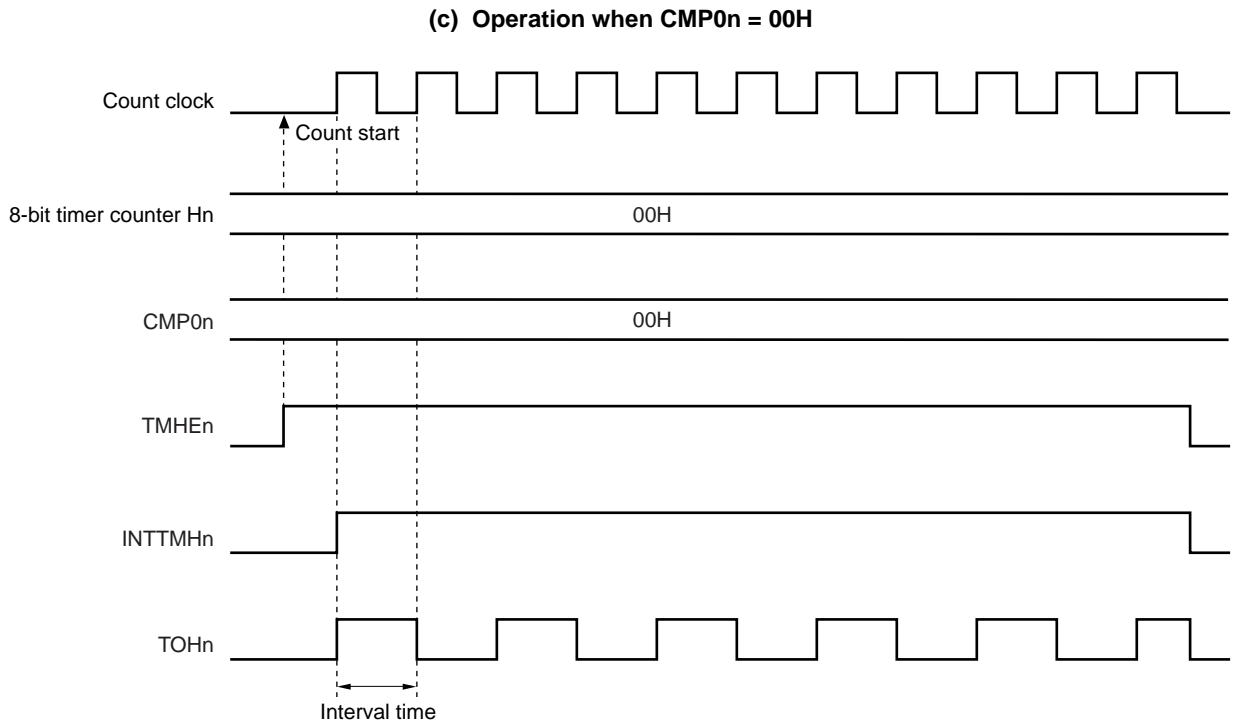 (c) Operation when CMP0n = 00H
Count clock
Count start
8-bit timer counter Hn
00H
CMP0n
00H
TMHEn
INTTMHn
TOHn
Interval time